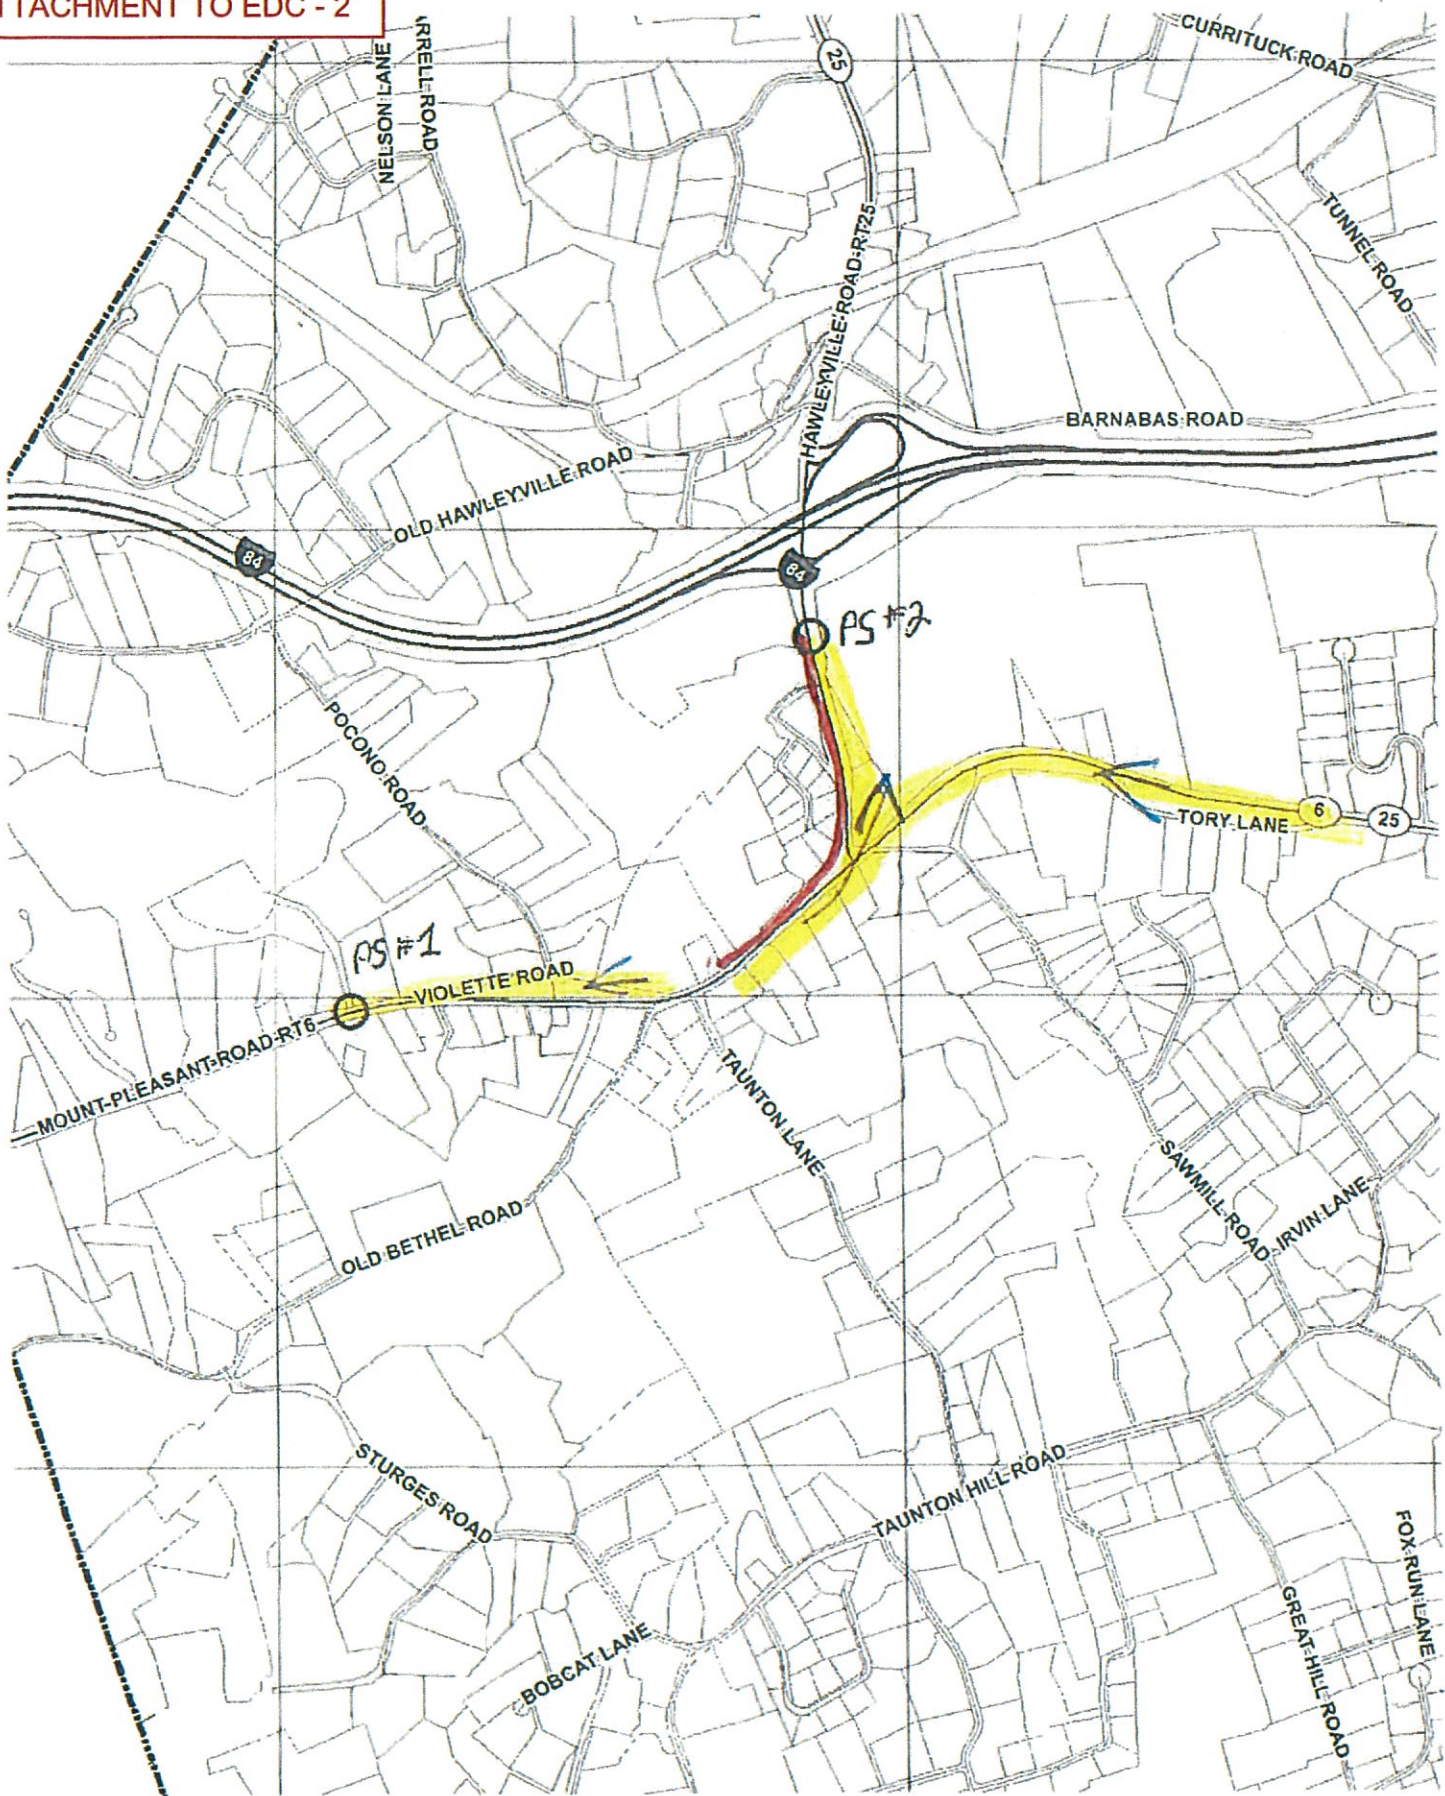 TTACHMENT TO EDC - 2
NELSON LANE
RRELL ROAD
25
CURRITUCK ROAD
HAWLEYVILLE ROAD-RT25
TUNNEL ROAD
BARNABAS ROAD
OLD HAWLEYVILLE ROAD
84
84
PS #2
POCONO ROAD
6
25
TORY LANE
PS #1
VIOLETTE ROAD
MOUNT-PLEASANT-ROAD-RT6
TAUNTON LANE
SAWMILL ROAD
IRVIN LANE
OLD BETHEL ROAD
STURGES ROAD
TAUNTON HILL ROAD
FOX RUN LANE
GREAT HILL ROAD
BOBCAT LANE